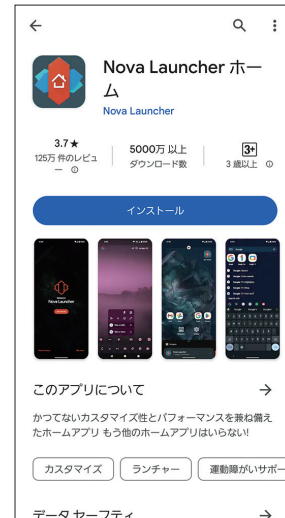 Nova Launcher ホー
ム
Nova Launcher
3.7★
125万 件のレビュ
ー
5000万 以上
ダウンロード数
3+
3 歳以上
インストール
Nova Launcher
このアプリについて
かつてないカスタマイズ性とパフォーマンスを兼ね備え
たホームアプリ もう他のホームアプリはいらない!
カスタマイズ
ランチャー
運動障がいサポー
データ セーフティ